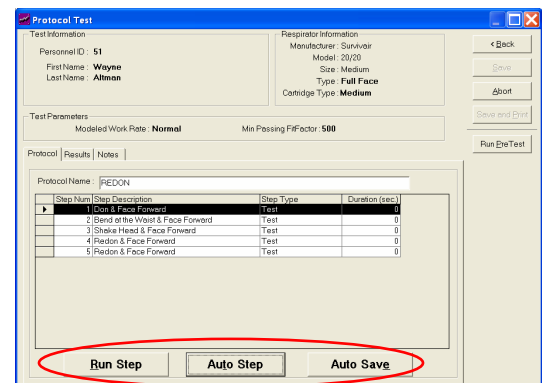 Protocol Test
Test Information
Personnel ID : 51
First Name : Wayne
Last Name : Altman
Respirator Information
Manufacturer : Survivair
Model : 20/20
Size : Medium
Type : Full Face
Cartridge Type : Medium
< Back
Save
Abort
Save and Print
Run PreTest
Test Parameters
Modeled Work Rate : Normal Min Passing FitFactor : 500
Protocol Results Notes
Protocol Name : REDON
Step Num Step Description Step Type Duration (sec.)
1 Don & Face Forward Test 0
2 Bend at the Waist & Face Forward Test 0
3 Shake Head & Face Forward Test 0
4 Redon & Face Forward Test 0
5 Redon & Face Forward Test 0
Run Step Auto Step Auto Save